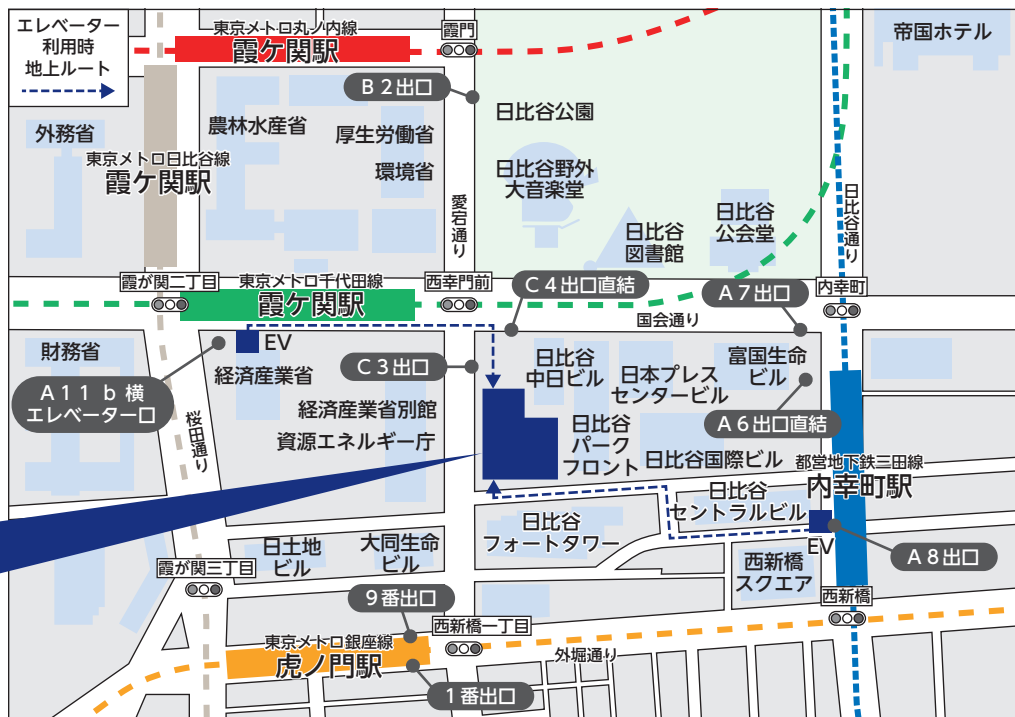 エレベーター
利用時
地上ルート
東京メトロ丸ノ内線
霞ケ関駅
霞門
帝国ホテル
B2出口
日比谷公園
外務省
農林水産省
厚生労働省
環境省
東京メトロ日比谷線
霞ケ関駅
日比谷野外
大音楽堂
愛宕通り
日比谷
図書館
日比谷
公会堂
日比谷通り
霞が関二丁目
東京メトロ千代田線
霞ケ関駅
西幸門前
C4出口直結
A7出口
内幸町
国会通り
財務省
EV
経済産業省
C3出口
日比谷
中日ビル
日本プレス
センタービル
富国生命
ビル
A11b横
エレベーター口
桜田通り
経済産業省別館
資源エネルギー庁
日比谷
パーク
フロント
A6出口直結
日比谷国際ビル
都営地下鉄三田線
内幸町駅
日比谷
セントラルビル
日比谷
フォートタワー
EV
A8出口
日土地
ビル
大同生命
ビル
西新橋
スクエア
霞が関三丁目
9番出口
西新橋一丁目
西新橋
東京メトロ銀座線
虎ノ門駅
外堀通り
1番出口